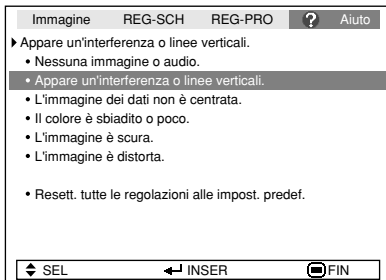 Immagine REG-SCH REG-PRO ? Aiuto
Appare un'interferenza o linee verticali.
• Nessuna immagine o audio.
• Appare un'interferenza o linee verticali.
• L'immagine dei dati non è centrata.
• Il colore è sbiadito o poco.
• L'immagine è scura.
• L'immagine è distorta.
• Resett. tutte le regolazioni alle impost. predef.
SEL INSER FIN